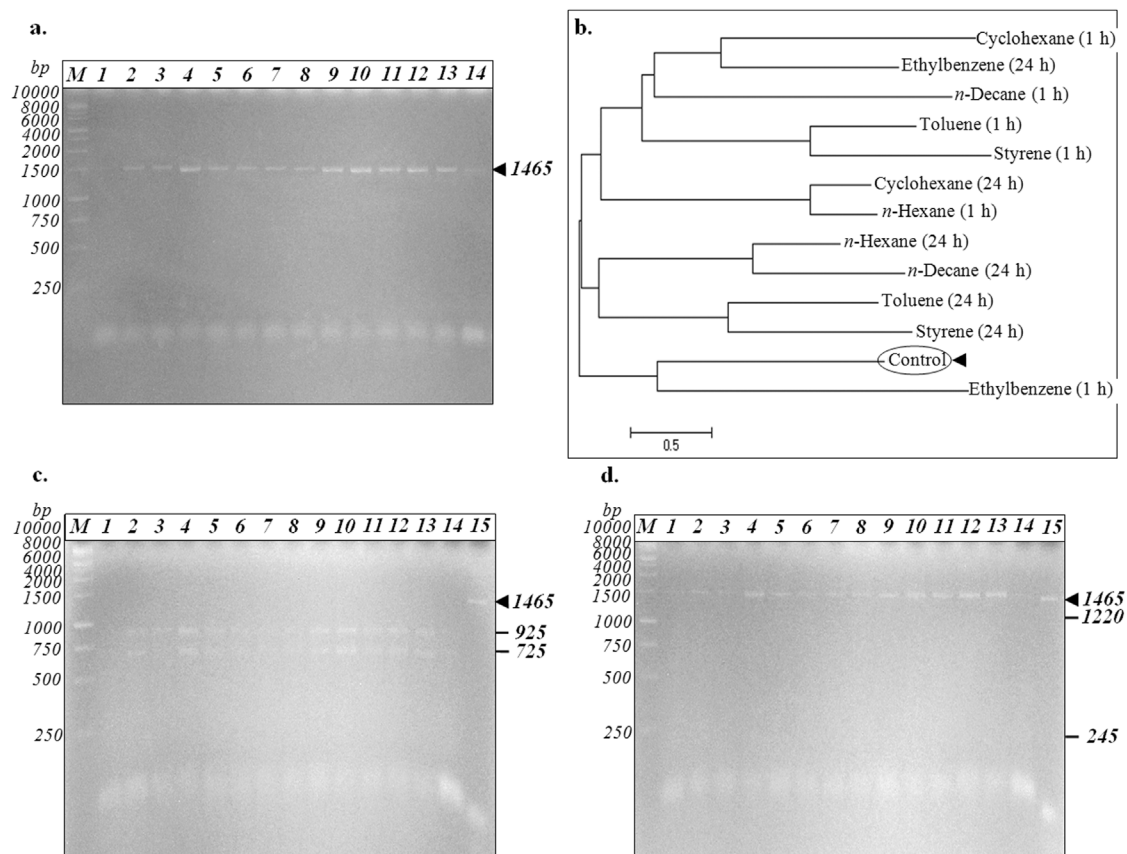 a.
bp M 1 2 3 4 5 6 7 8 9 10 11 12 13 14
10000
8000
6000
4000
2000
1500
1000
750
500
250
1465
b.
Cyclohexane (1 h)
Ethylbenzene (24 h)
n-Decane (1 h)
Toluene (1 h)
Styrene (1 h)
Cyclohexane (24 h)
n-Hexane (1 h)
n-Hexane (24 h)
n-Decane (24 h)
Toluene (24 h)
Styrene (24 h)
Control
Ethylbenzene (1 h)
0.5
c.
bp
10000 M 1 2 3 4 5 6 7 8 9 10 11 12 13 14 15
8000
6000
4000
2000
1500
1000
750
500
250
1465
925
725
d.
bp
10000 M 1 2 3 4 5 6 7 8 9 10 11 12 13 14 15
8000
6000
4000
2000
1500
1000
750
500
250
1465
1220
245